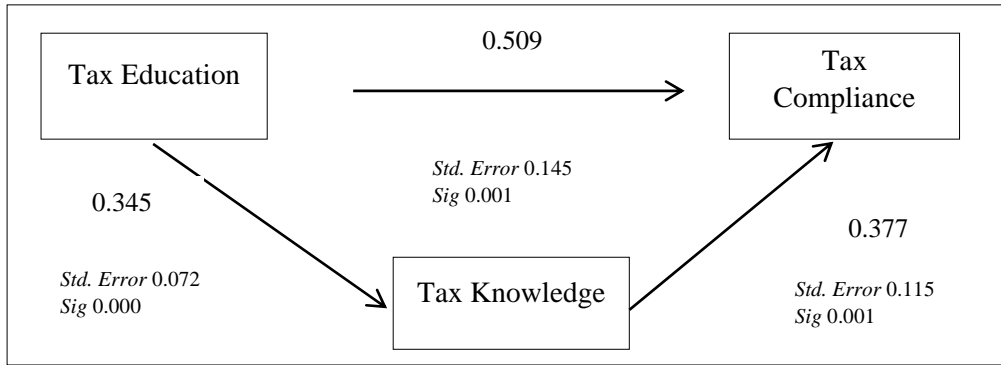 0.509
Tax Education
Tax
Compliance
Std. Error 0.145
Sig 0.001
0.345
0.377
Std. Error 0.072
Sig 0.000
Tax Knowledge
Std. Error 0.115
Sig 0.001